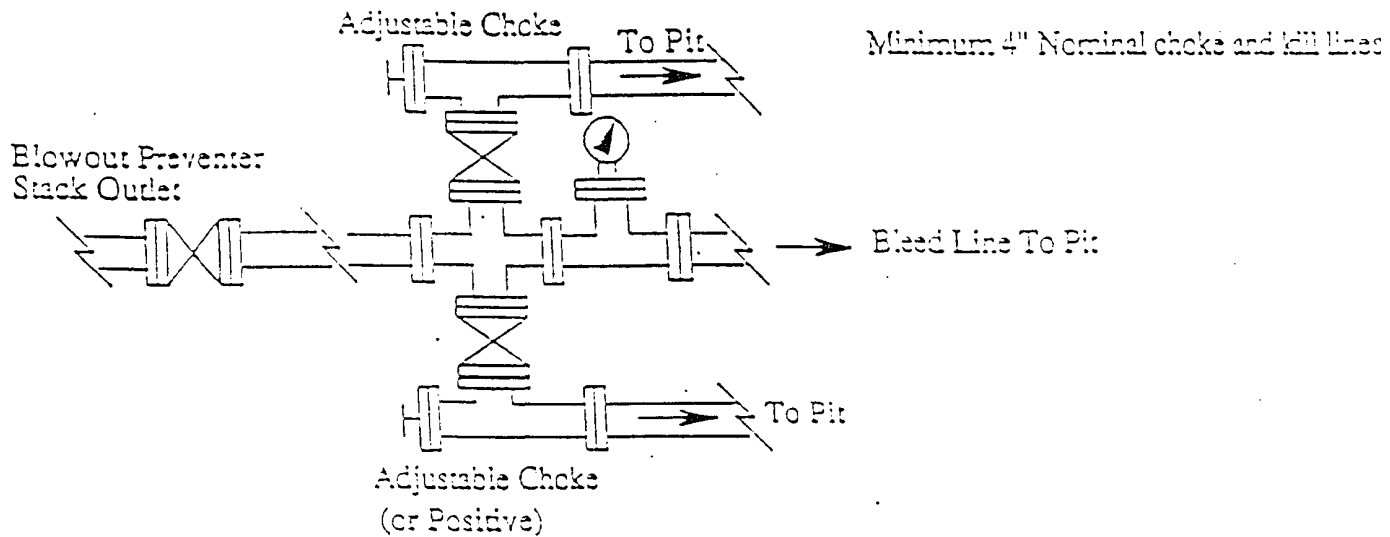 Adjustable Choke
To Pit
Minimum 4" Nominal choke and kill lines
Blowout Preventer
Stack Outlet
Bleed Line To Pit
To Pit
Adjustable Choke
(or Positive)